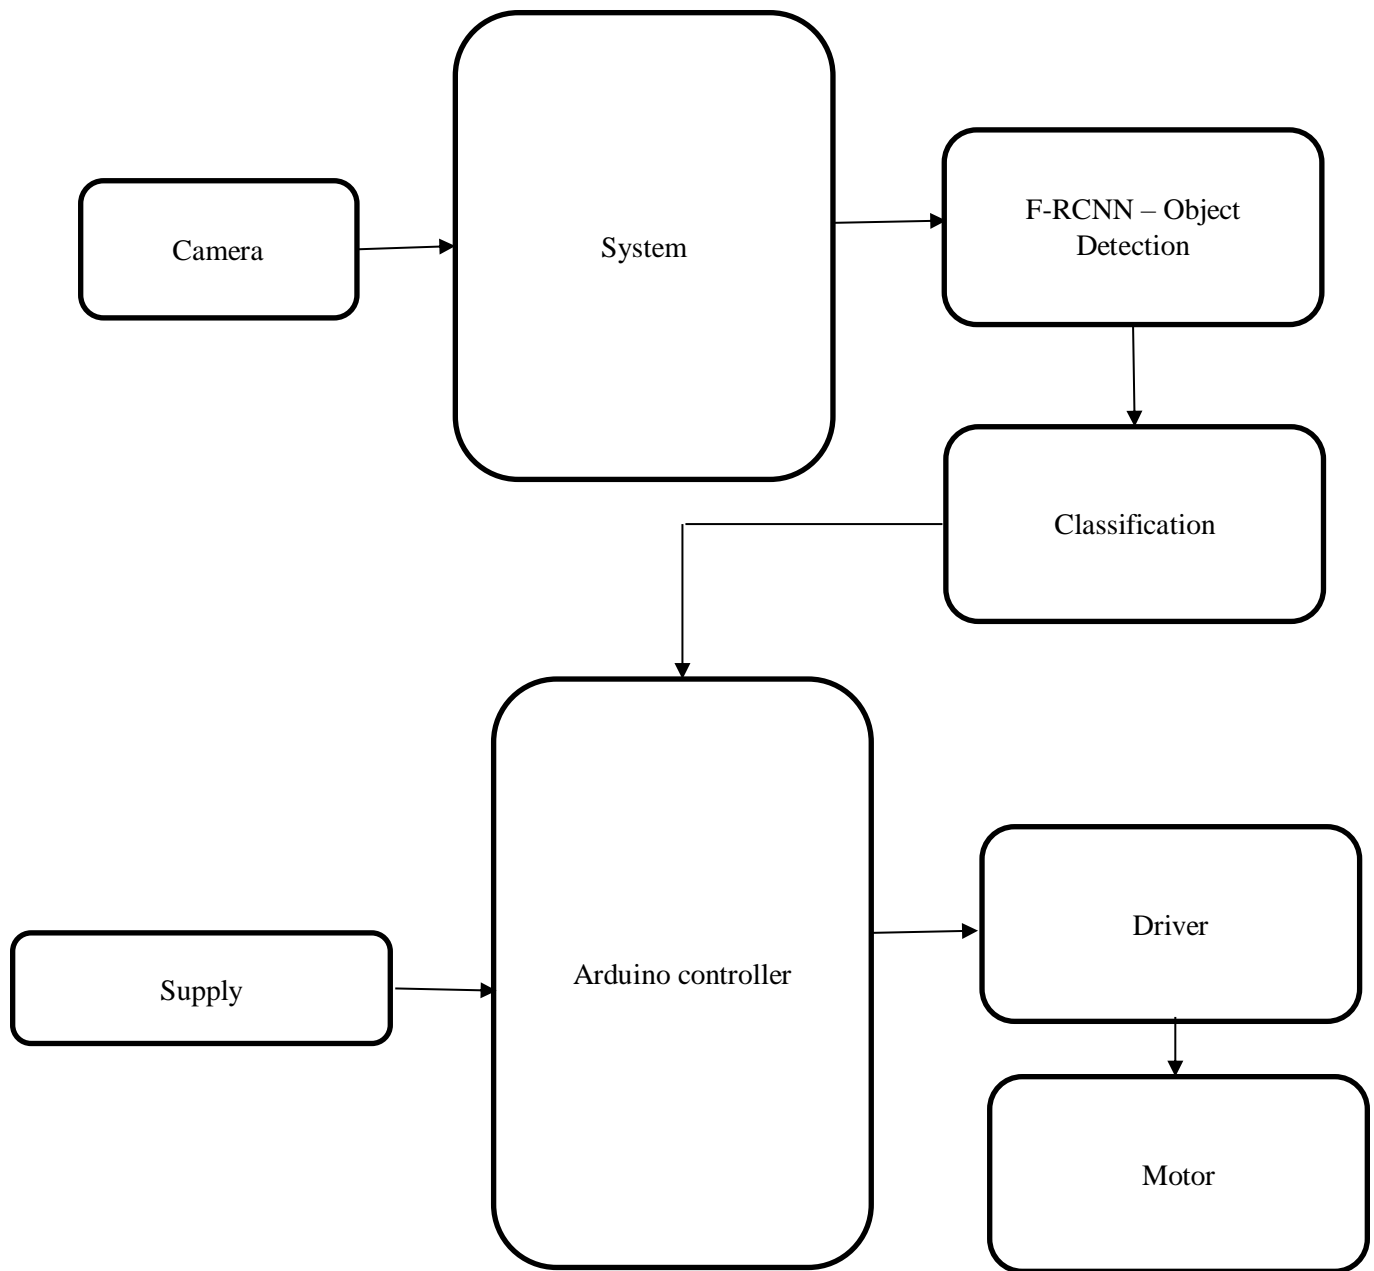 Camera
System
F-RCNN – Object
Detection
Classification
Supply
Arduino controller
Driver
Motor